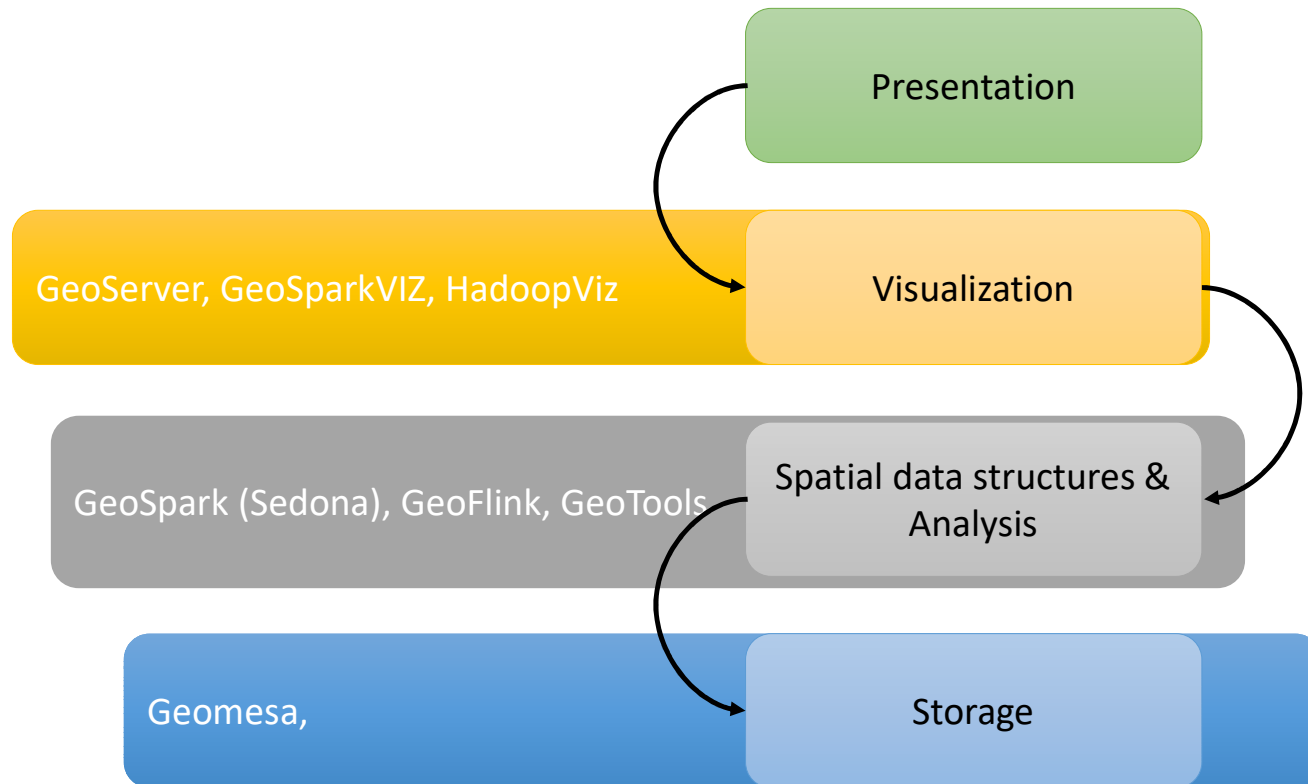 Presentation
GeoServer, GeoSparkVIZ, HadoopViz
Visualization
GeoSpark (Sedona), GeoFlink, GeoTools
Spatial data structures &
Analysis
Geomesa,
Storage